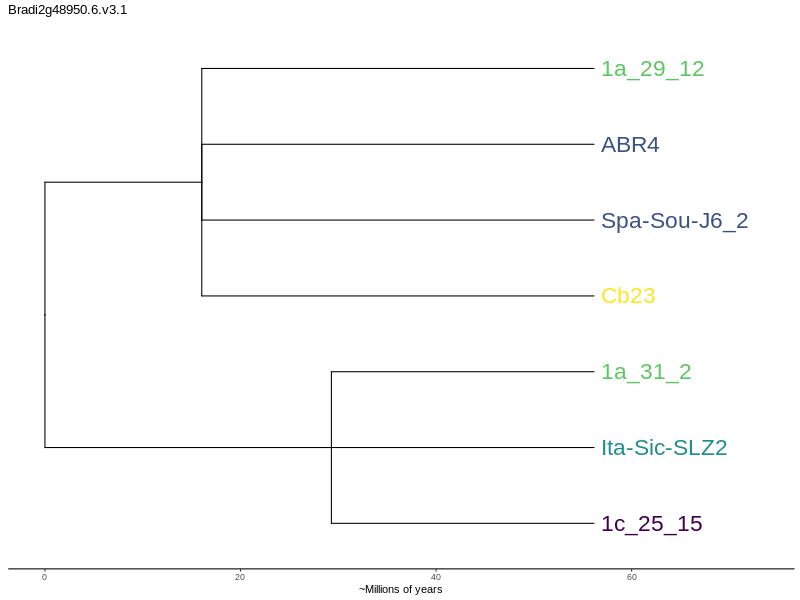 Bradi2g48950.6.v3.1
1a_29_12
ABR4
Spa-Sou-J6_2
Cb23
1a_31_2
Ita-Sic-SLZ2
1c_25_15
0 20 40 60
~Millions of years